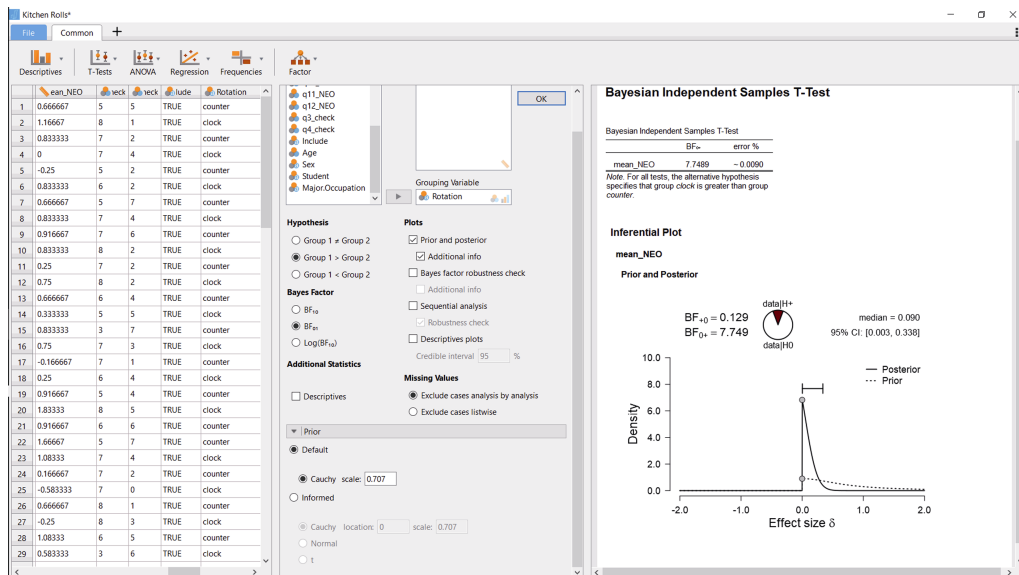 Kitchen Rolls*
File Common +
Descriptives T-Tests ANOVA Regression Frequencies Factor
ean_NEO heck heck lude Rotation
1 0.666667 5 5 TRUE counter
2 1.16667 8 1 TRUE clock
3 0.833333 7 2 TRUE counter
4 0 7 4 TRUE clock
5 -0.25 5 2 TRUE counter
6 0.833333 6 2 TRUE clock
7 0.666667 5 7 TRUE counter
8 0.833333 7 4 TRUE clock
9 0.916667 7 6 TRUE counter
10 0.833333 8 2 TRUE clock
11 0.25 7 2 TRUE counter
12 0.75 8 2 TRUE clock
13 0.666667 6 4 TRUE counter
14 0.333333 5 5 TRUE clock
15 0.833333 3 7 TRUE counter
16 0.75 7 3 TRUE clock
17 -0.166667 7 1 TRUE counter
18 0.25 6 4 TRUE clock
19 0.916667 5 4 TRUE counter
20 1.83333 8 5 TRUE clock
21 0.916667 6 6 TRUE counter
22 1.66667 5 7 TRUE counter
23 1.08333 7 4 TRUE clock
24 0.166667 7 2 TRUE counter
25 -0.583333 7 0 TRUE clock
26 0.666667 8 1 TRUE counter
27 -0.25 8 3 TRUE clock
28 1.08333 6 5 TRUE counter
29 0.583333 3 6 TRUE clock
q11_NEO
q12_NEO
q3_check
q4_check
Include
Age
Sex
Student
Major.Occupation
OK
Grouping Variable
Rotation
Hypothesis
Group 1 ≠ Group 2
Group 1 > Group 2
Group 1 < Group 2
Bayes Factor
BF₁₀
BF₀₁
Log(BF₁₀)
Additional Statistics
Descriptives
Plots
Prior and posterior
Additional info
Bayes factor robustness check
Additional info
Sequential analysis
Robustness check
Descriptives plots
Credible interval 95 %
Missing Values
Exclude cases analysis by analysis
Exclude cases listwise
Prior
Default
Cauchy scale: 0.707
Informed
Cauchy location: 0 scale: 0.707
Normal
t
Bayesian Independent Samples T-Test
Bayesian Independent Samples T-Test
BF₀₊ error %
mean_NEO 7.7489 ~ 0.0090
Note. For all tests, the alternative hypothesis
specifies that group clock is greater than group
counter.
Inferential Plot
mean_NEO
Prior and Posterior
data|H+
BF₊₀ = 0.129
BF₀₊ = 7.749
data|H0
median = 0.090
95% CI: [0.003, 0.338]
Posterior
Prior
10.0
8.0
6.0
4.0
2.0
0.0
Density
-2.0 -1.0 0.0 1.0 2.0
Effect size δ